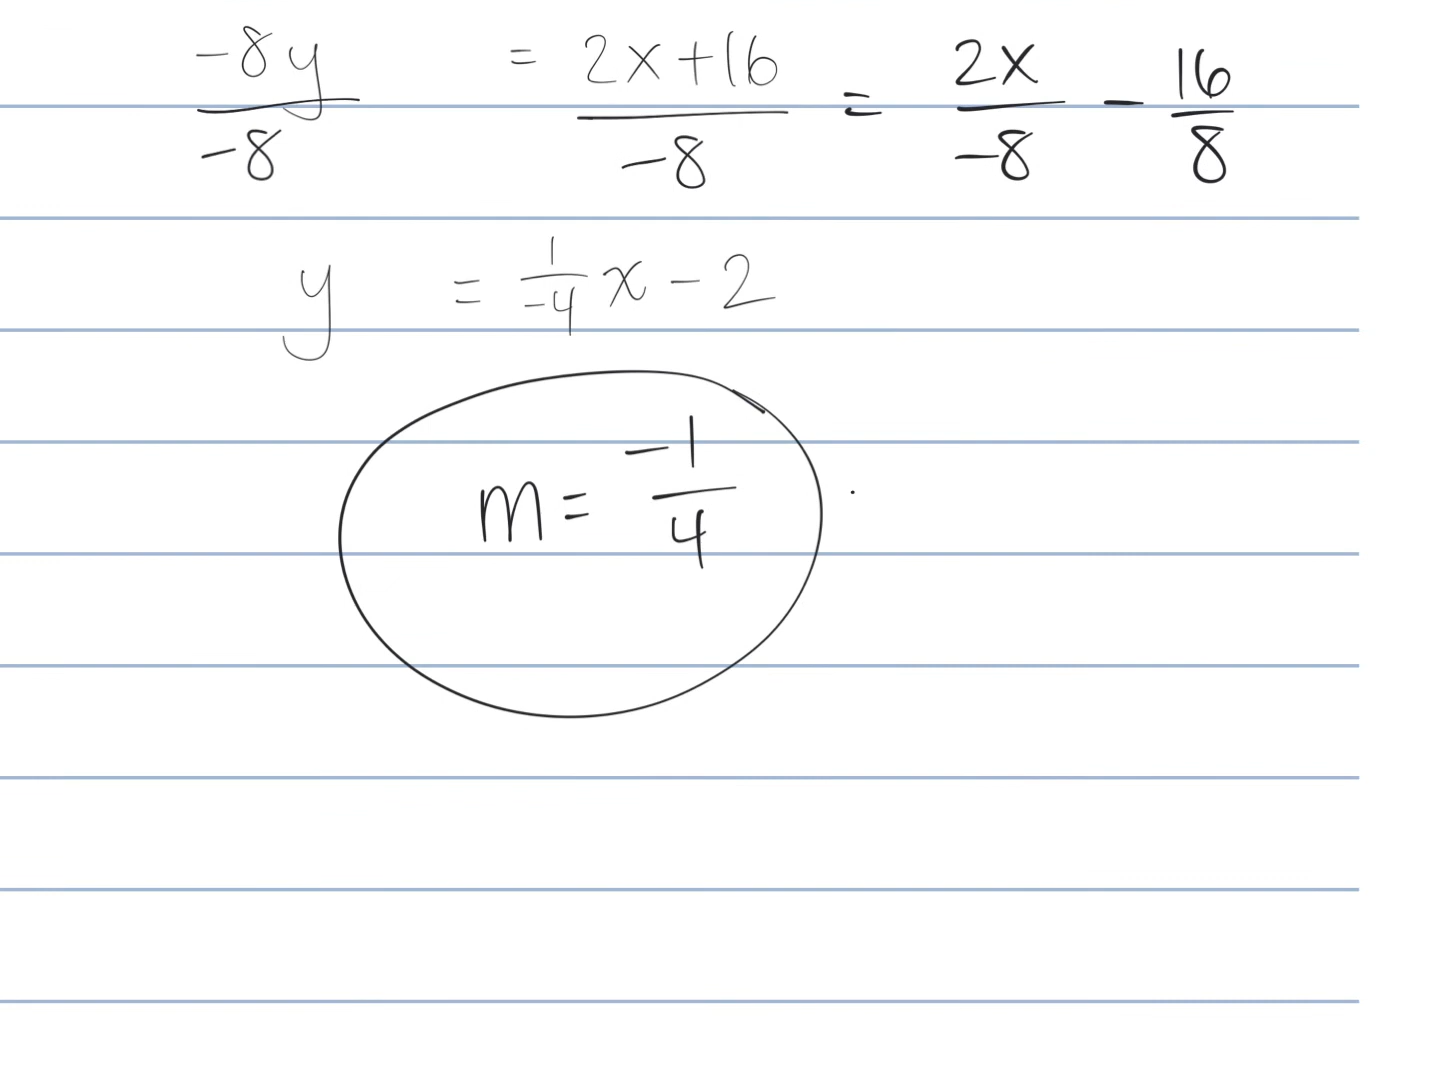 -8y/-8 = 2x+16/-8 = 2x/-8 - 16/8
y = 1/-4 x - 2
m = -1/4